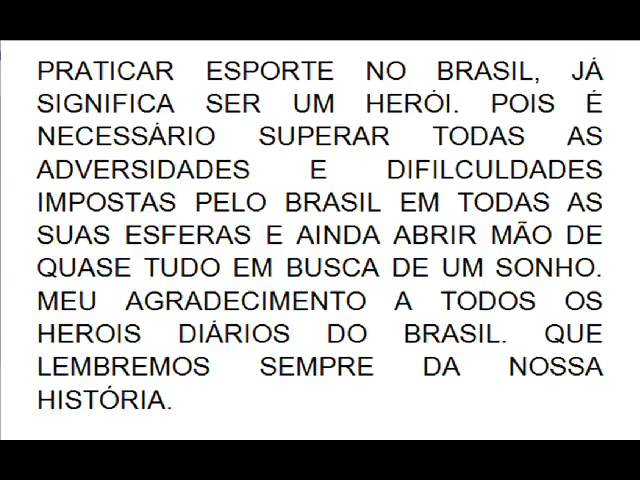 PRATICAR ESPORTE NO BRASIL, JÁ
SIGNIFICA SER UM HERÓI. POIS É
NECESSÁRIO SUPERAR TODAS AS
ADVERSIDADES E DIFILCULDADES
IMPOSTAS PELO BRASIL EM TODAS AS
SUAS ESFERAS E AINDA ABRIR MÃO DE
QUASE TUDO EM BUSCA DE UM SONHO.
MEU AGRADECIMENTO A TODOS OS
HEROIS DIÁRIOS DO BRASIL. QUE
LEMBREMOS SEMPRE DA NOSSA
HISTÓRIA.